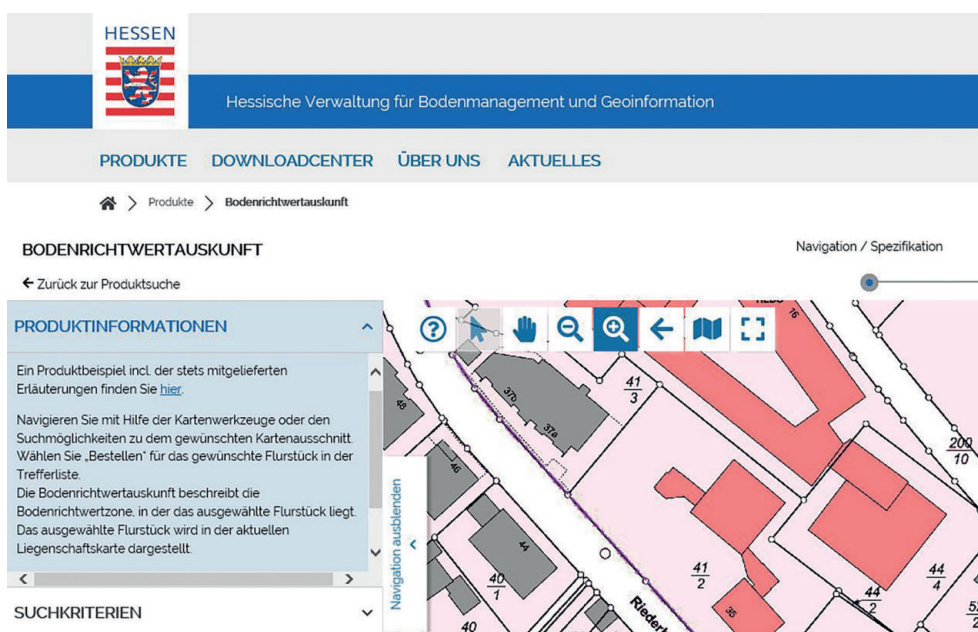 HESSEN
Hessische Verwaltung für Bodenmanagement und Geoinformation
PRODUKTE DOWNLOADCENTER ÜBER UNS AKTUELLES
Produkte Bodenrichtwertauskunft
BODENRICHTWERTAUSKUNFT
Navigation / Spezifikation
Zurück zur Produktsuche
PRODUKTINFORMATIONEN
Ein Produktbeispiel incl. der stets mitgelieferten
Erläuterungen finden Sie hier.
Navigieren Sie mit Hilfe der Kartenwerkzeuge oder den
Suchmöglichkeiten zu dem gewünschten Kartenausschnitt.
Wählen Sie „Bestellen" für das gewünschte Flurstück in der
Trefferliste.
Die Bodenrichtwertauskunft beschreibt die
Bodenrichtwertzone, in der das ausgewählte Flurstück liegt.
Das ausgewählte Flurstück wird in der aktuellen
Liegenschaftskarte dargestellt.
SUCHKRITERIEN
Navigation ausblenden
?
16
48
37b
37a
41
3
46
200
10
44
40
1
41
2
44
4
44
2
35
40